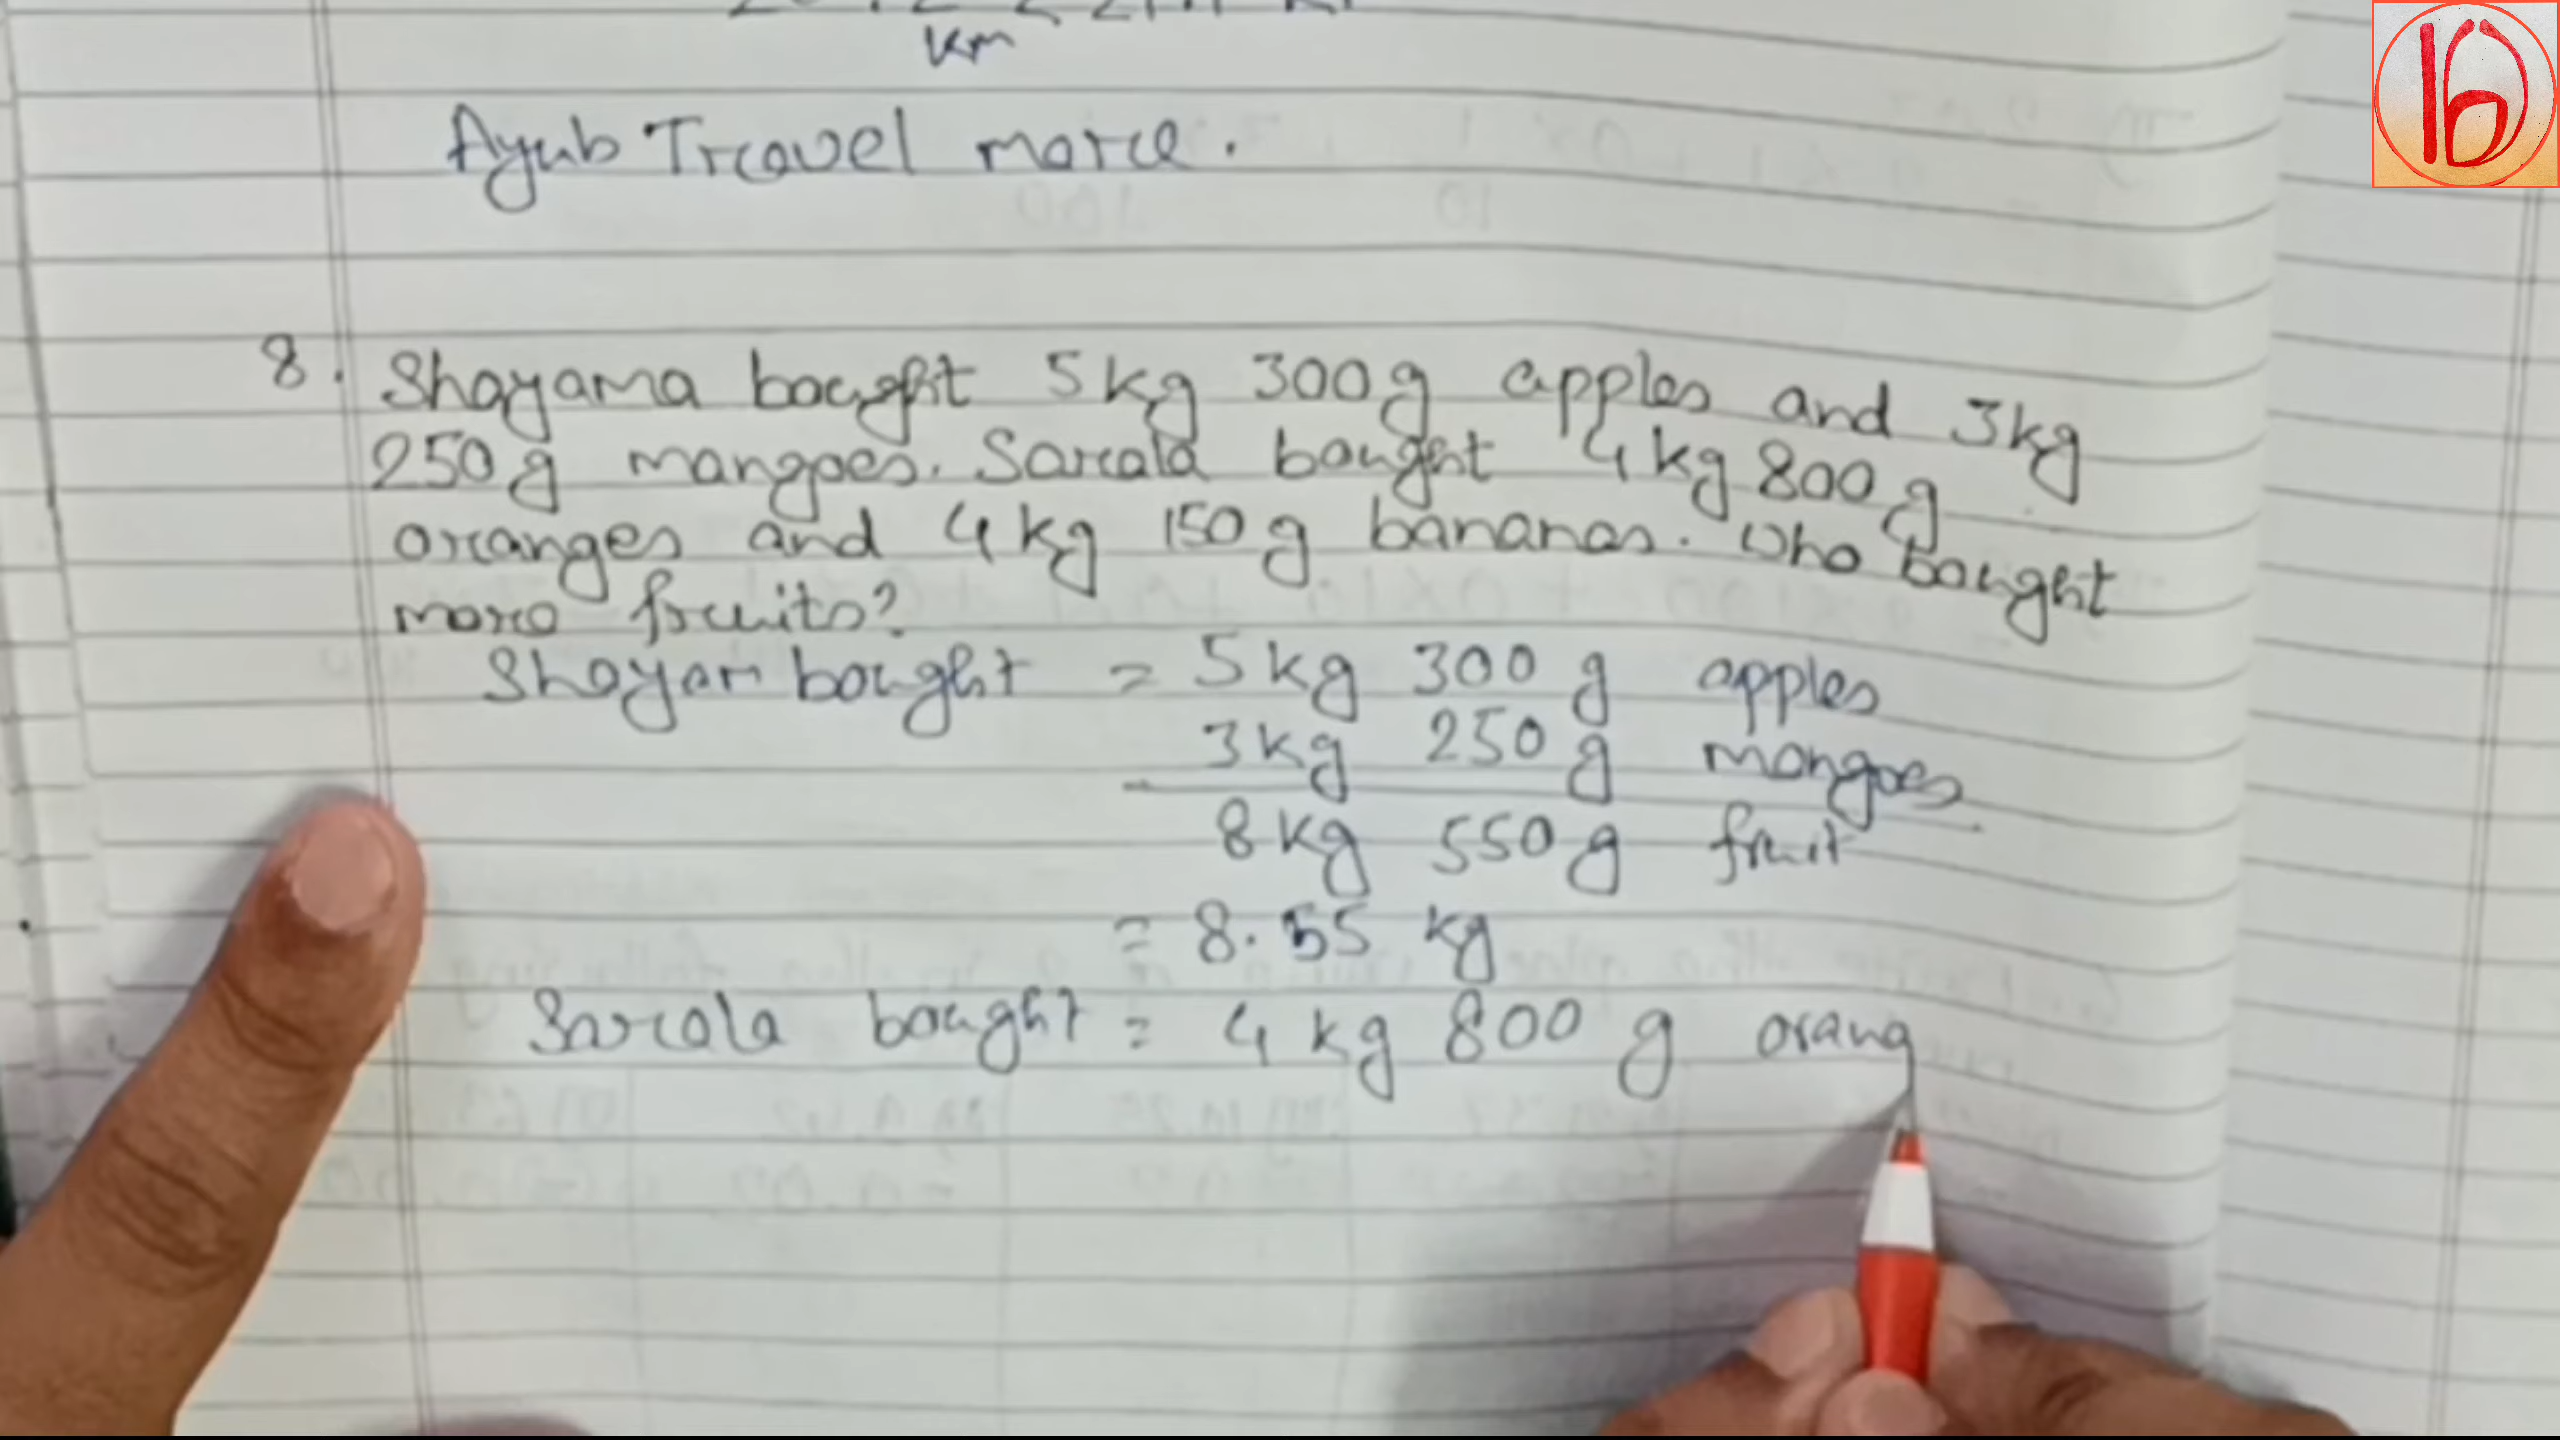 km
Ayub Travel more.
8. Shayama bought 5kg 300g apples and 3kg
250g mangoes. Sarala bought 4kg 800g
oranges and 4kg 150g bananas. Who bought
more fruits?
Shayam bought = 5kg 300 g apples
3kg 250g mangoes.
8kg 550g fruit
= 8.55 kg
Sarala bought = 4 kg 800 g orang